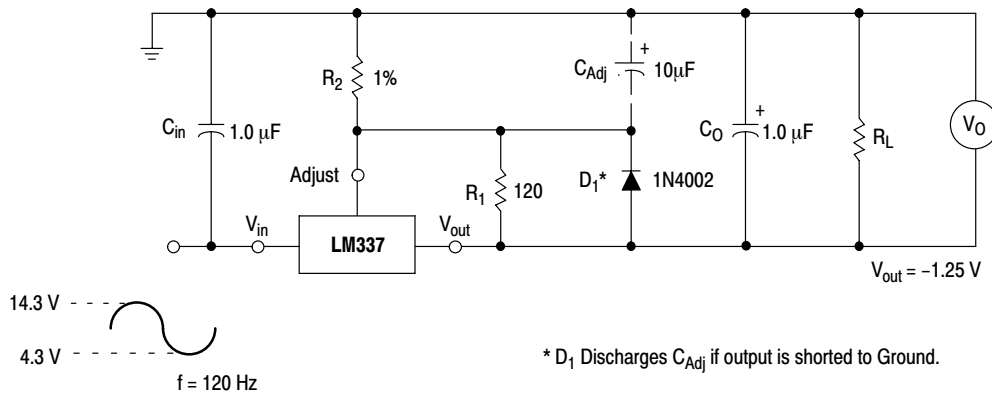 R2 1%
CAdj + 10µF
Cin 1.0 µF
CO + 1.0 µF
RL
VO
Adjust
R1 120
D1* 1N4002
Vin
LM337
Vout
Vout = –1.25 V
14.3 V
4.3 V
f = 120 Hz
* D1 Discharges CAdj if output is shorted to Ground.